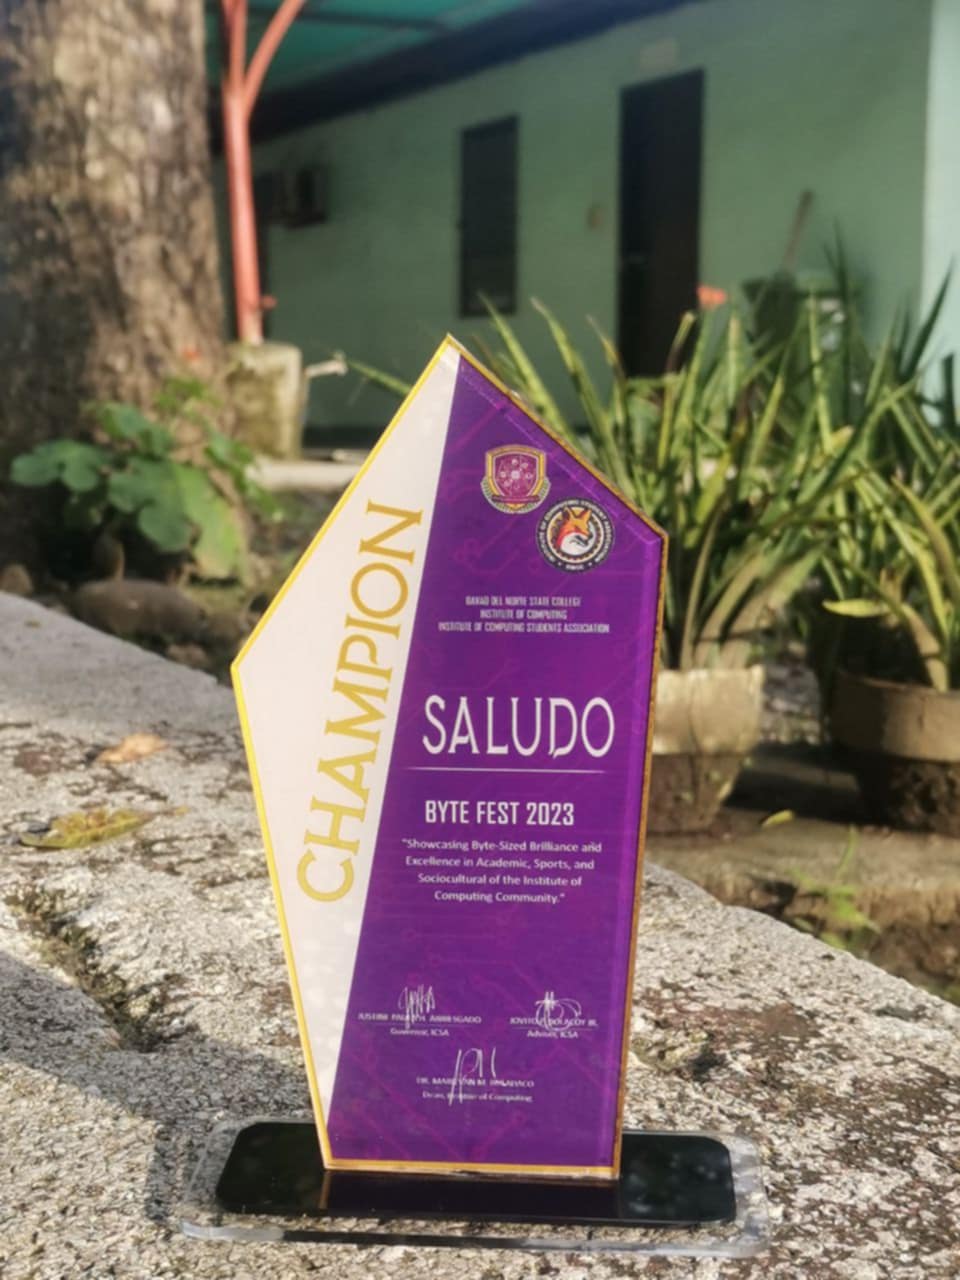 CHAMPION
DAVAO DEL NORTE STATE COLLEGE
INSTITUTE OF COMPUTING
INSTITUTE OF COMPUTING STUDENTS ASSOCIATION
SALUDO
BYTE FEST 2023
"Showcasing Byte-Sized Brilliance and
Excellence in Academic, Sports, and
Sociocultural of the Institute of
Computing Community."
Governor, ICSA
Adviser, ICSA
Dean, Institute of Computing